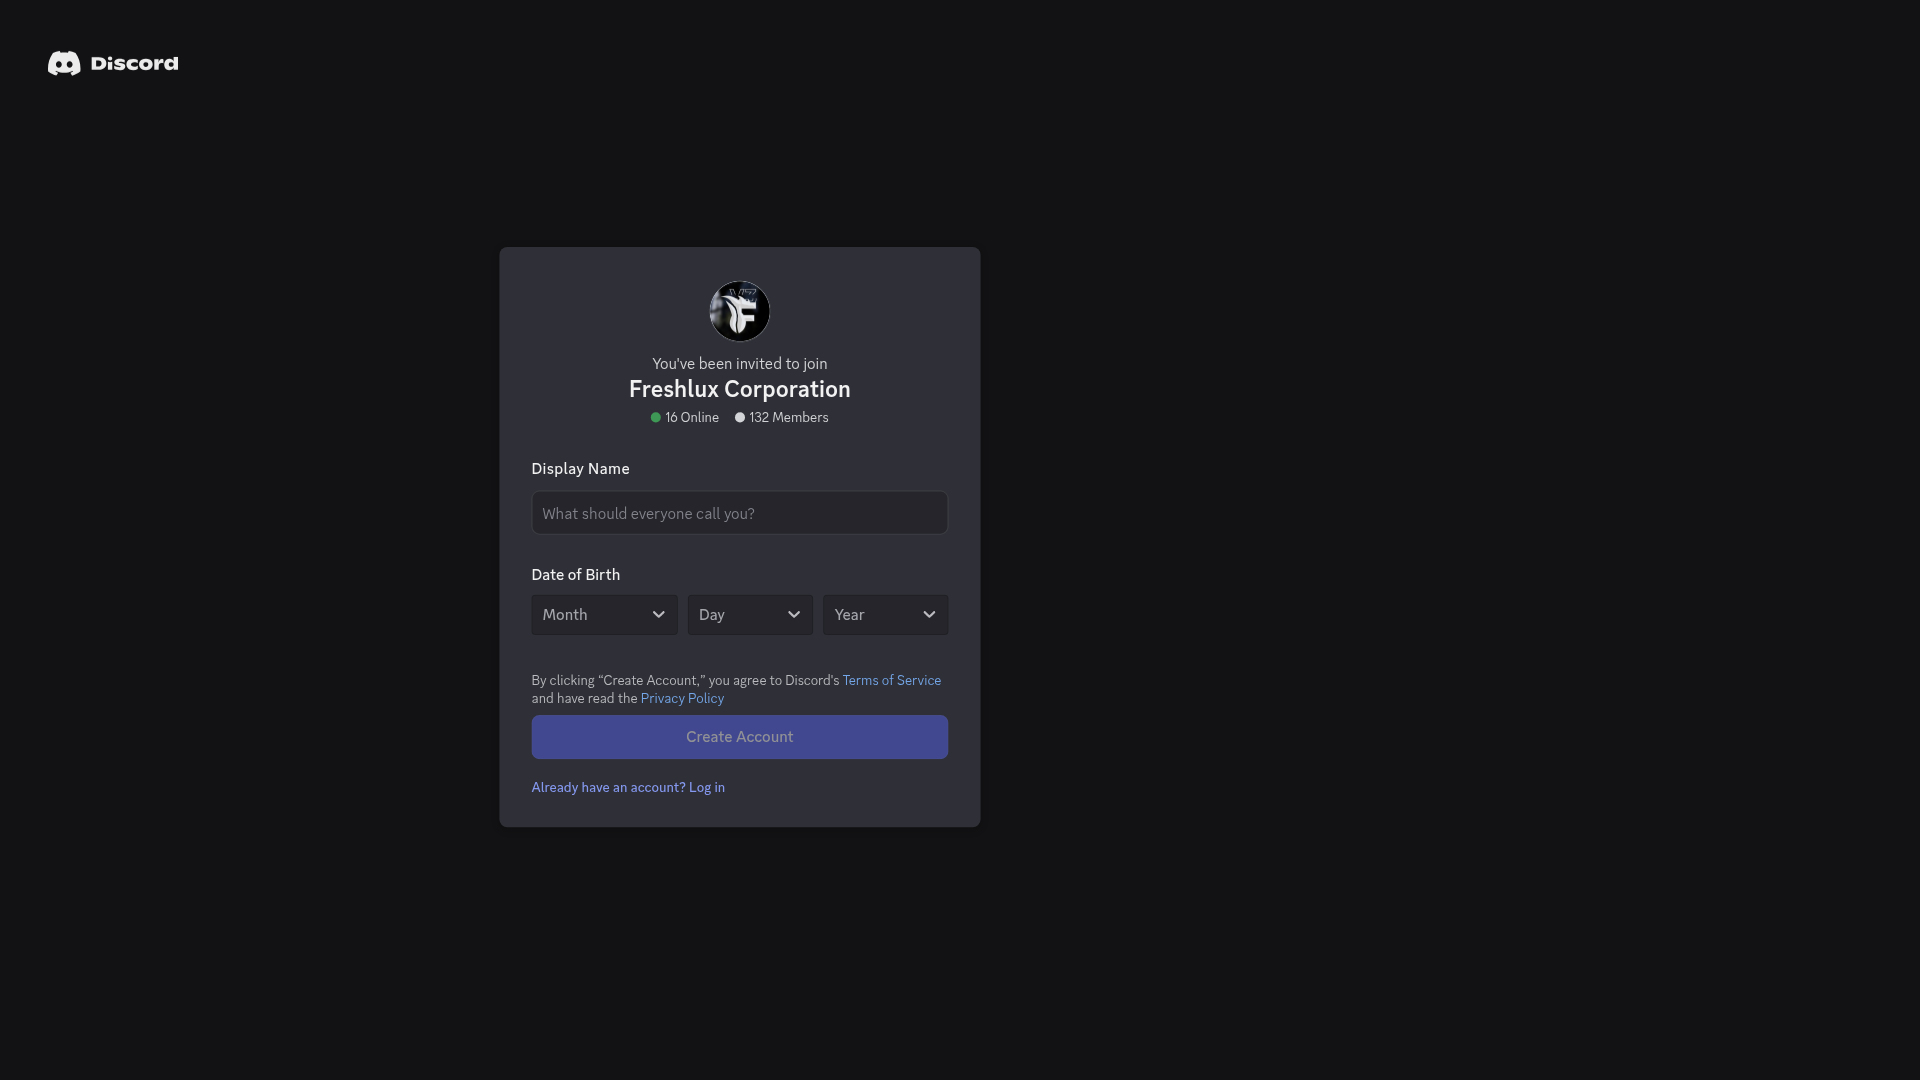 Discord
You've been invited to join
Freshlux Corporation
16 Online 132 Members
Display Name
What should everyone call you?
Date of Birth
Month Day Year
By clicking “Create Account,” you agree to Discord's Terms of Service
and have read the Privacy Policy
Create Account
Already have an account? Log in